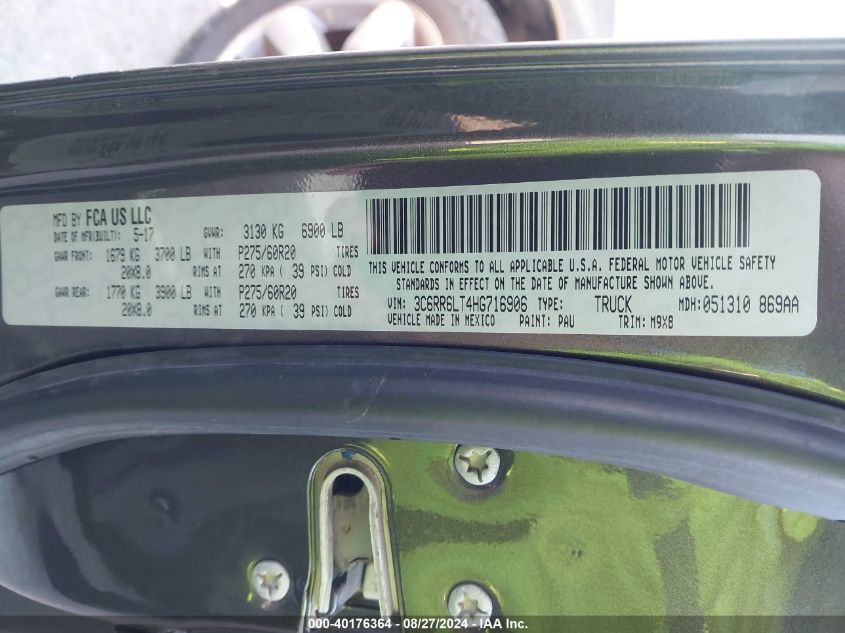 MFD BY FCA US LLC
DATE OF MFR(BUILT): 5-17 GVWR: 3130 KG 6900 LB
GAWR FRONT: 1679 KG 3700 LB WITH P275/60R20 TIRES
20X8.0 RIMS AT 270 KPA ( 39 PSI) COLD
GAWR REAR: 1770 KG 3900 LB WITH P275/60R20 TIRES
20X8.0 RIMS AT 270 KPA ( 39 PSI) COLD
THIS VEHICLE CONFORMS TO ALL APPLICABLE U.S.A. FEDERAL MOTOR VEHICLE SAFETY
STANDARDS IN EFFECT ON THE DATE OF MANUFACTURE SHOWN ABOVE.
VIN: 3C6RR6LT4HG716906 TYPE: TRUCK MDH:051310 869AA
VEHICLE MADE IN MEXICO PAINT: PAU TRIM: M9X8
000-40176364 - 08/27/2024 - IAA Inc.